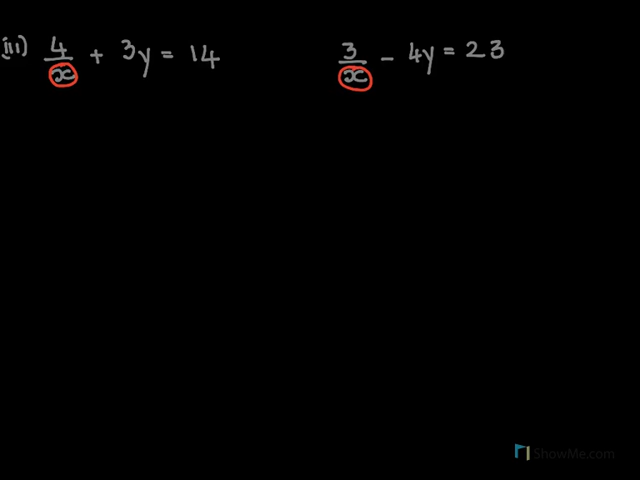 (iii) 4/x + 3y = 14    3/x - 4y = 23
ShowMe.com